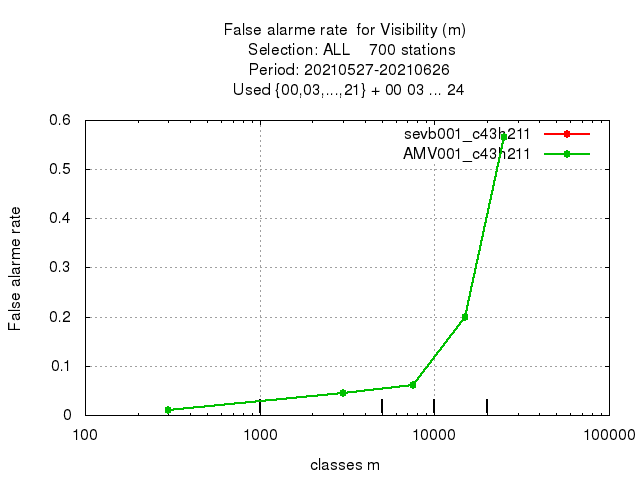 False alarme rate for Visibility (m)
Selection: ALL 700 stations
Period: 20210527-20210626
Used {00,03,...,21} + 00 03 ... 24
sevb001_c43h211
AMV001_c43h211
0.6
0.5
0.4
0.3
0.2
0.1
0
False alarme rate
100 1000 10000 100000
classes m